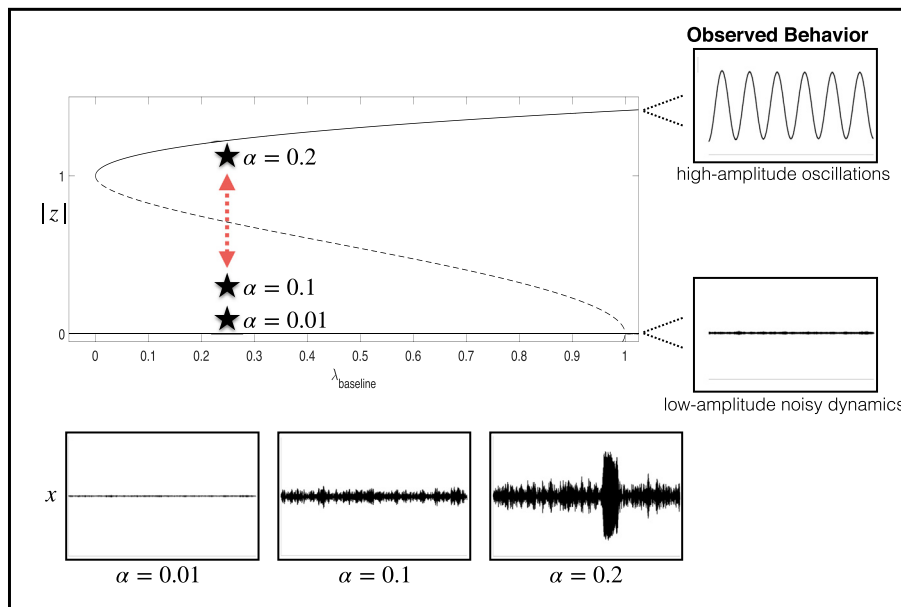 Observed Behavior
high-amplitude oscillations
1
|z|
α = 0.2
α = 0.1
α = 0.01
0
0 0.1 0.2 0.3 0.4 0.5 0.6 0.7 0.8 0.9 1
λbaseline
low-amplitude noisy dynamics
x
α = 0.01 α = 0.1 α = 0.2